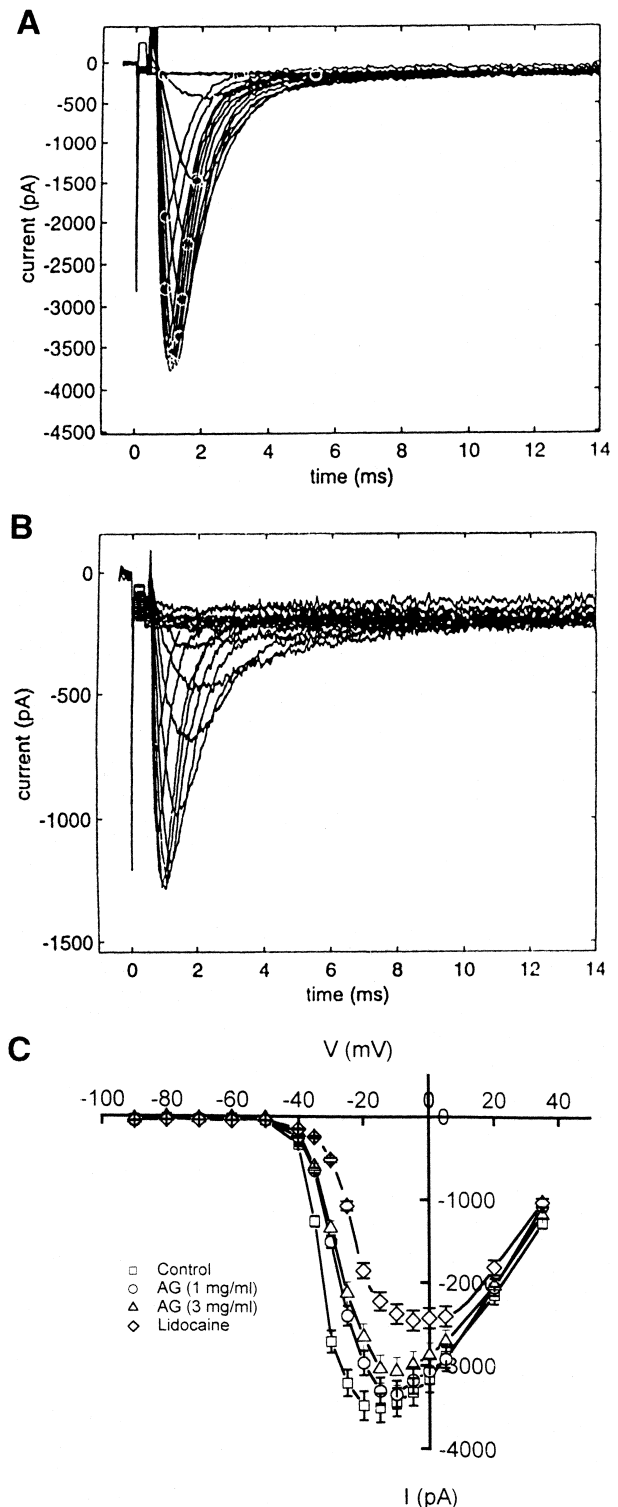 A
0
-500
-1000
-1500
-2000
-2500
-3000
-3500
-4000
-4500
current (pA)
0 2 4 6 8 10 12 14
time (ms)
B
0
-500
-1000
-1500
current (pA)
0 2 4 6 8 10 12 14
time (ms)
C
V (mV)
-100 -80 -60 -40 -20 0 20 40
0
-1000
-2000
-3000
-4000
Control
AG (1 mg/ml)
AG (3 mg/ml)
Lidocaine
I (pA)